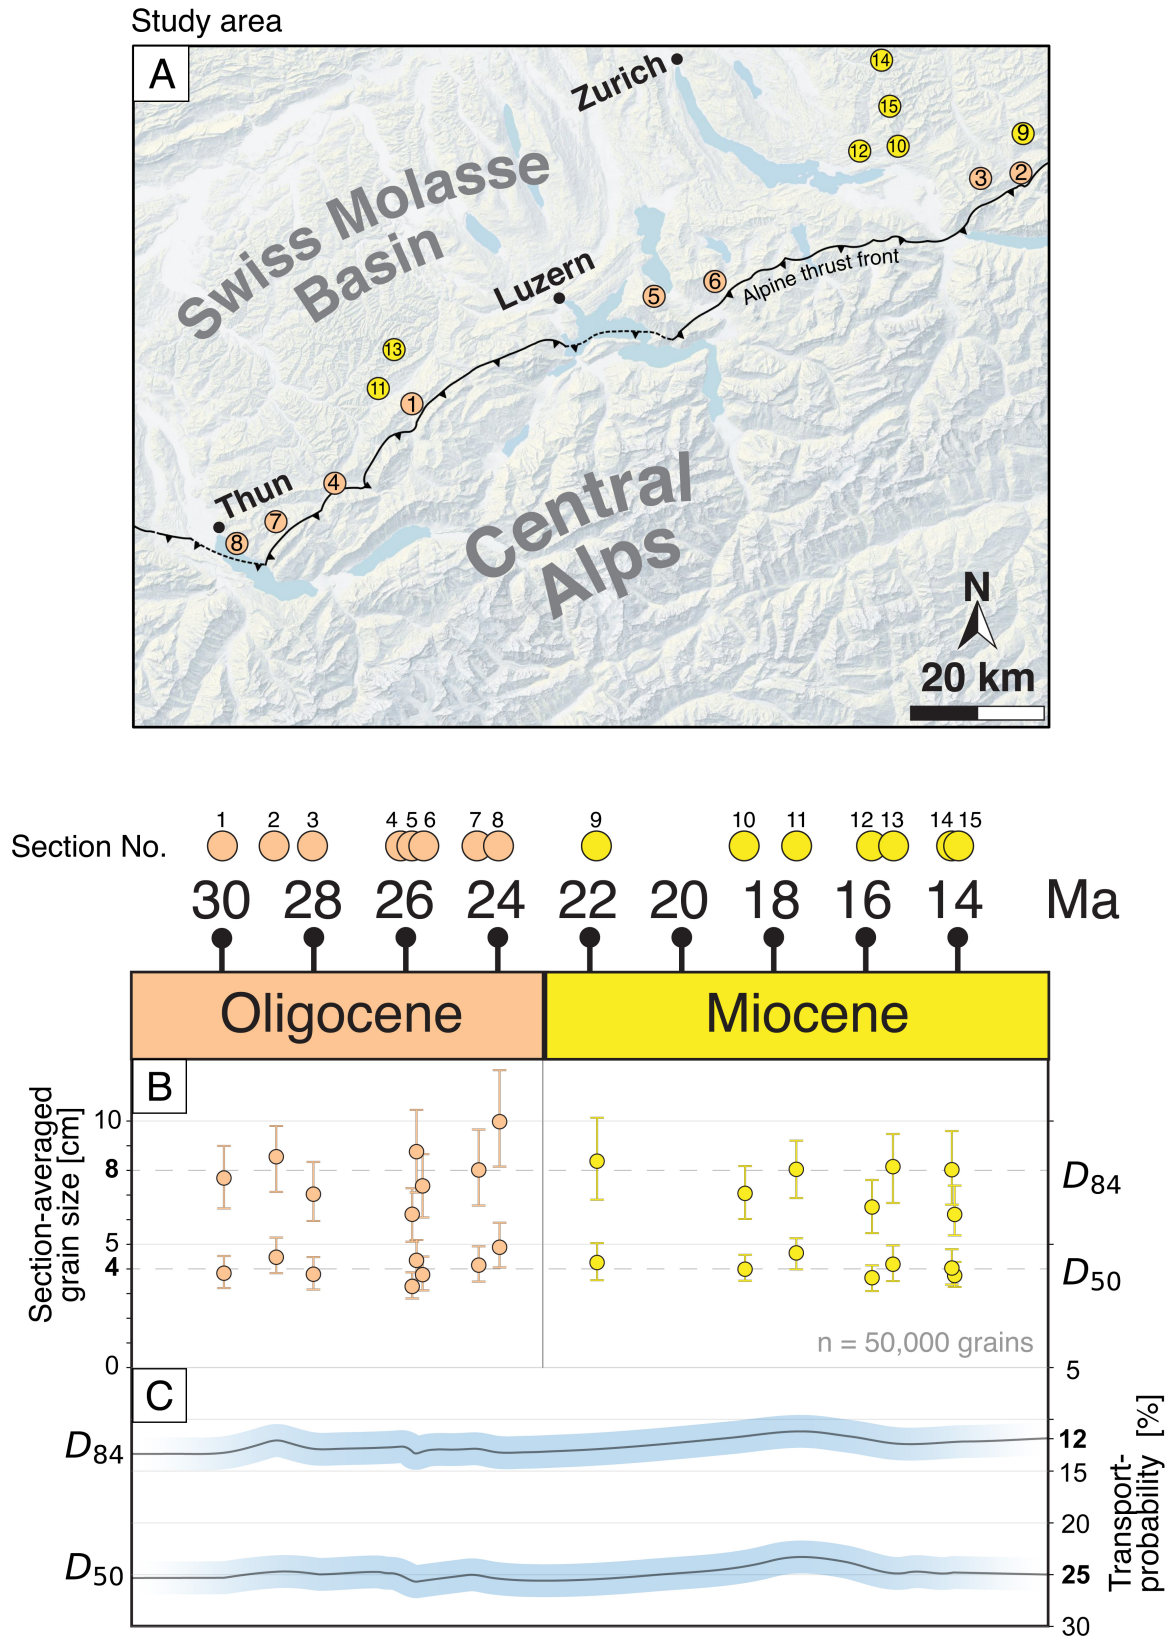 Study area
A
Zurich
14
15
9
12
10
3
2
Swiss Molasse
Basin
Luzern
Alpine thrust front
6
5
13
11
1
Thun
4
7
8
Central
Alps
N
20 km
Section No.
1 2 3 4 5 6 7 8 9 10 11 12 13 14 15
30 28 26 24 22 20 18 16 14 Ma
Oligocene Miocene
B
Section-averaged
grain size [cm]
10
8
5
4
0
D84
D50
n = 50,000 grains
C
D84
D50
5
12
15
20
25
30
Transport-
probability [%]